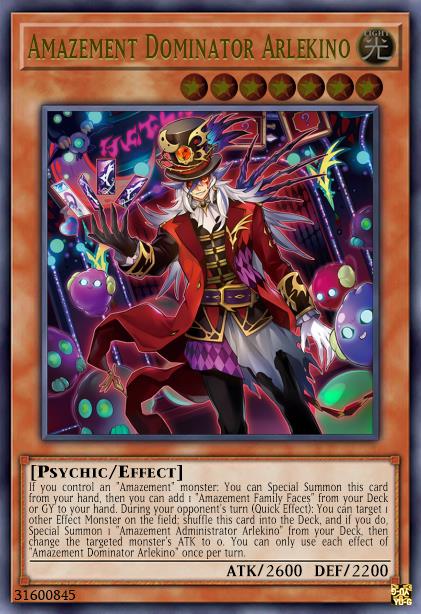 Amazement Dominator Arlekino
LIGHT
光
[Psychic/Effect]
If you control an "Amazement" monster: You can Special Summon this card
from your hand, then you can add 1 "Amazement Family Faces" from your Deck
or GY to your hand. During your opponent's turn (Quick Effect): You can target 1
other Effect Monster on the field; shuffle this card into the Deck, and if you do,
Special Summon 1 "Amazement Administrator Arlekino" from your Deck, then
change the targeted monster's ATK to 0. You can only use each effect of
"Amazement Dominator Arlekino" once per turn.
ATK/2600 DEF/2200
31600845